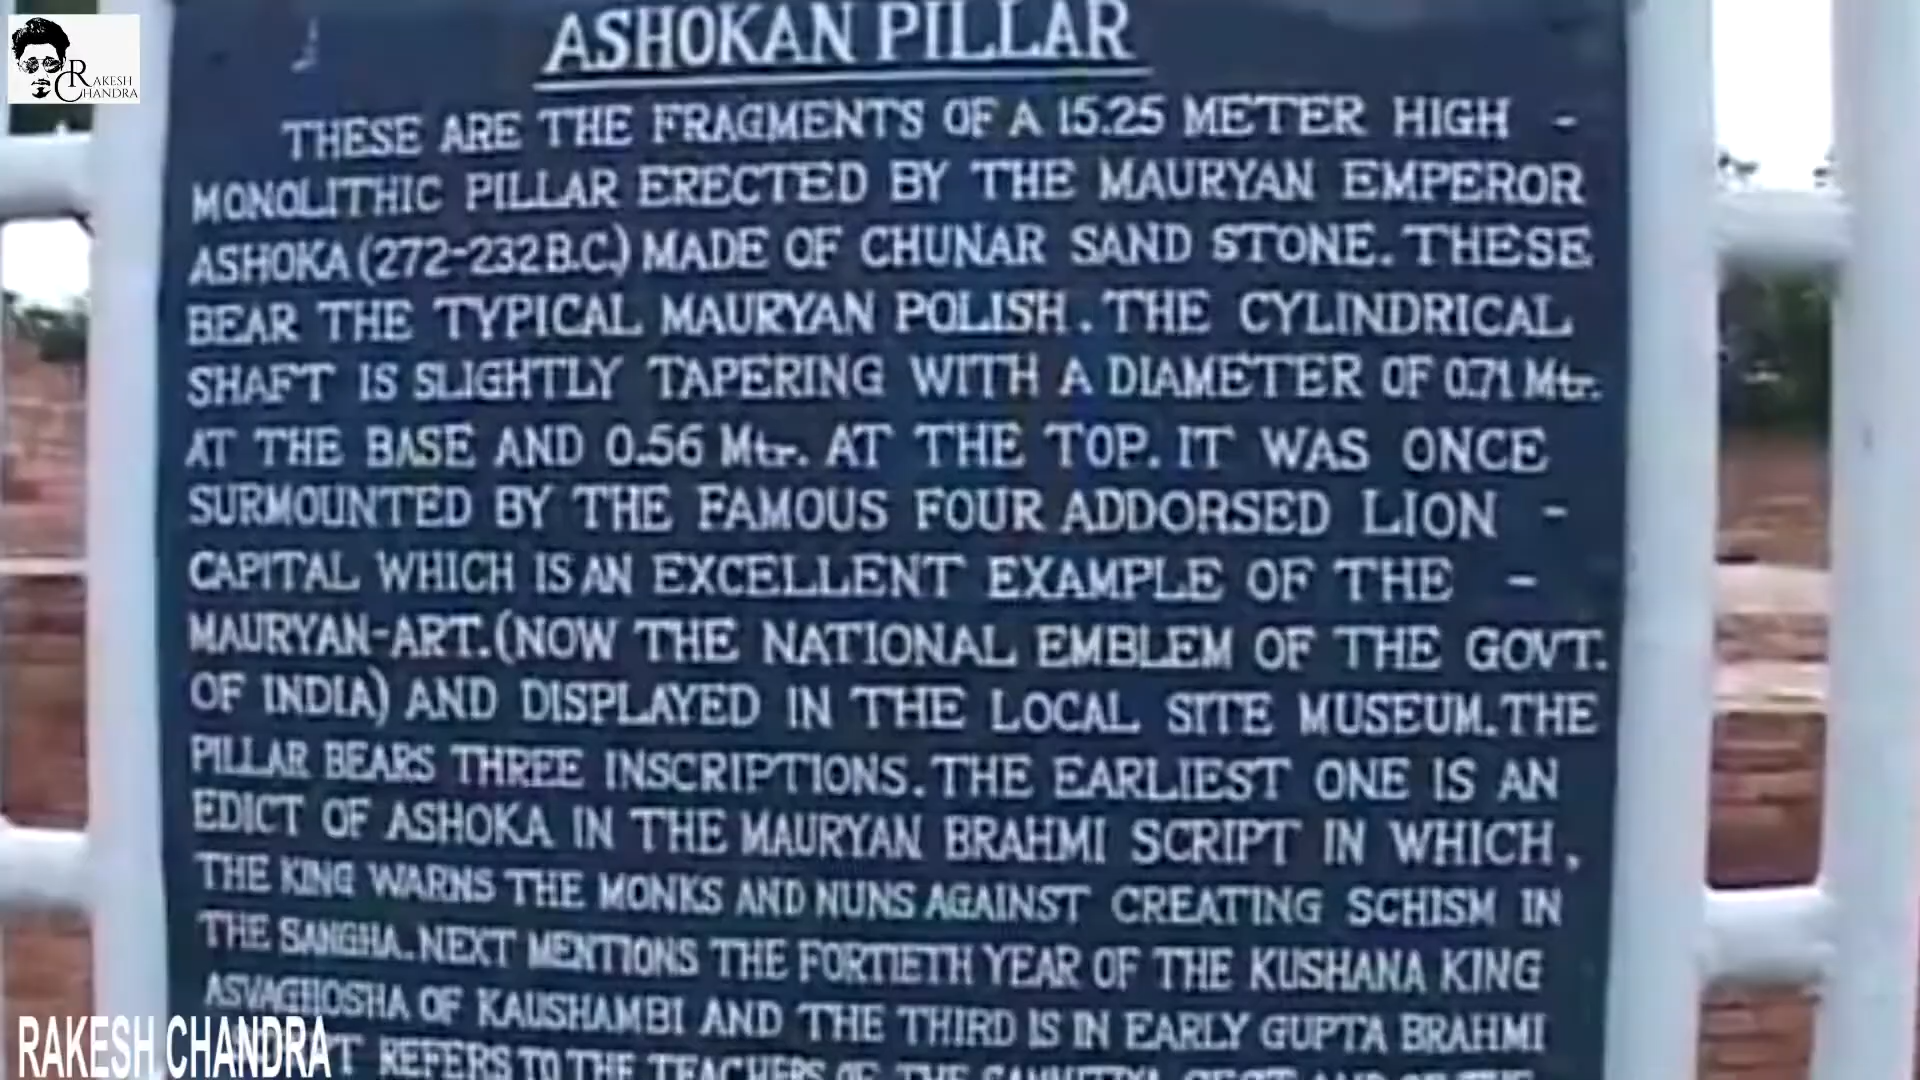 RAKESH CHANDRA
ASHOKAN PILLAR
THESE ARE THE FRAGMENTS OF A 15.25 METER HIGH -
MONOLITHIC PILLAR ERECTED BY THE MAURYAN EMPEROR
ASHOKA (272-232 B.C.) MADE OF CHUNAR SAND STONE. THESE
BEAR THE TYPICAL MAURYAN POLISH. THE CYLINDRICAL
SHAFT IS SLIGHTLY TAPERING WITH A DIAMETER OF 0.71 Mtr.
AT THE BASE AND 0.56 Mtr. AT THE TOP. IT WAS ONCE
SURMOUNTED BY THE FAMOUS FOUR ADDORSED LION -
CAPITAL WHICH IS AN EXCELLENT EXAMPLE OF THE -
MAURYAN-ART. (NOW THE NATIONAL EMBLEM OF THE GOVT.
OF INDIA) AND DISPLAYED IN THE LOCAL SITE MUSEUM. THE
PILLAR BEARS THREE INSCRIPTIONS. THE EARLIEST ONE IS AN
EDICT OF ASHOKA IN THE MAURYAN BRAHMI SCRIPT IN WHICH,
THE KING WARNS THE MONKS AND NUNS AGAINST CREATING SCHISM IN
THE SANGHA. NEXT MENTIONS THE FORTIETH YEAR OF THE KUSHANA KING
ASVAGHOSHA OF KAUSHAMBI AND THE THIRD IS IN EARLY GUPTA BRAHMI
REFERS TO THE TEACHERS OF THE
RAKESH CHANDRA